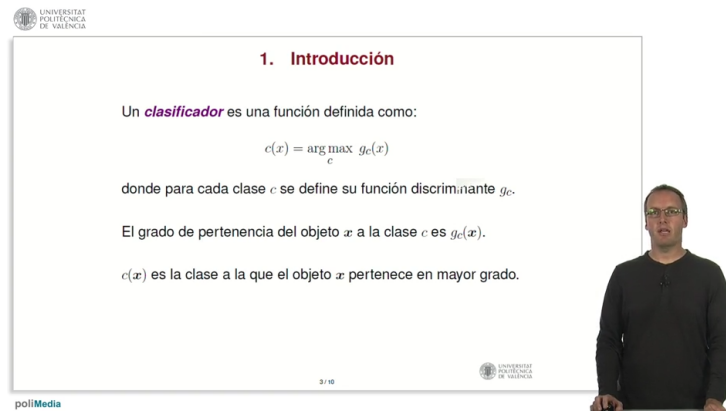 UNIVERSITAT
POLITÈCNICA
DE VALÈNCIA
1. Introducción
Un clasificador es una función definida como:
c(x) = arg max g_c(x)
c
donde para cada clase c se define su función discriminante g_c.
El grado de pertenencia del objeto x a la clase c es g_c(x).
c(x) es la clase a la que el objeto x pertenece en mayor grado.
UNIVERSITAT
POLITÈCNICA
DE VALÈNCIA
3 / 10
poliMedia